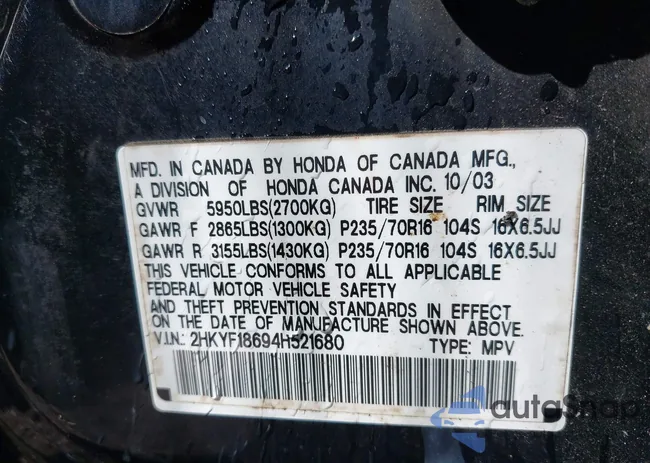 MFD. IN CANADA BY HONDA OF CANADA MFG.,
A DIVISION OF HONDA CANADA INC. 10/03
GVWR 5950LBS(2700KG) TIRE SIZE RIM SIZE
GAWR F 2865LBS(1300KG) P235/70R16 104S 16X6.5JJ
GAWR R 3155LBS(1430KG) P235/70R16 104S 16X6.5JJ
THIS VEHICLE CONFORMS TO ALL APPLICABLE
FEDERAL MOTOR VEHICLE SAFETY
AND THEFT PREVENTION STANDARDS IN EFFECT
ON THE DATE OF MANUFACTURE SHOWN ABOVE.
V.I.N.: 2HKYF18694H521680 TYPE: MPV
autoSnap